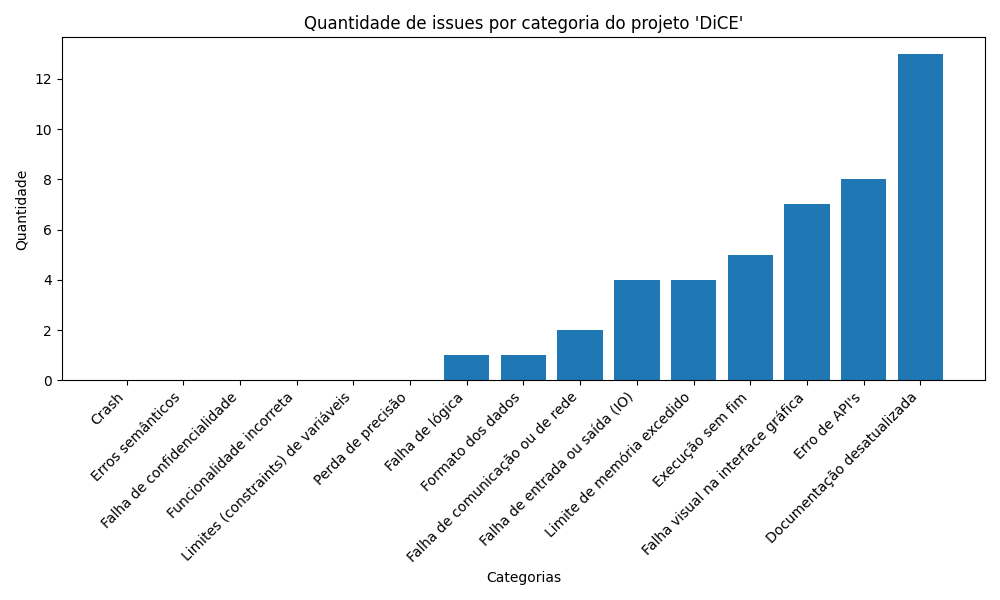 Quantidade de issues por categoria do projeto 'DiCE'
Quantidade
12
10
8
6
4
2
0
Crash
Erros semânticos
Falha de confidencialidade
Funcionalidade incorreta
Limites (constraints) de variáveis
Perda de precisão
Falha de lógica
Formato dos dados
Falha de comunicação ou de rede
Falha de entrada ou saída (IO)
Limite de memória excedido
Execução sem fim
Falha visual na interface gráfica
Erro de API's
Documentação desatualizada
Categorias